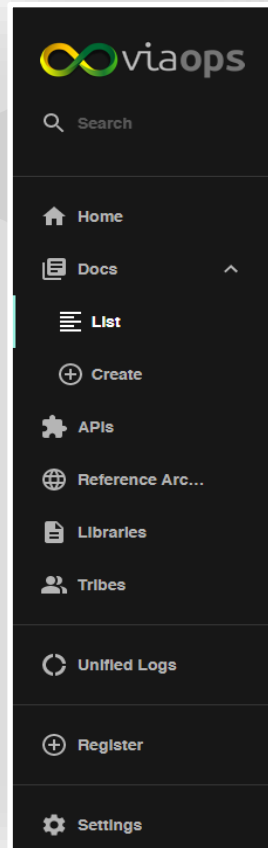 viaops
Search
Home
Docs
List
Create
APIs
Reference Arc...
Libraries
Tribes
Unified Logs
Register
Settings